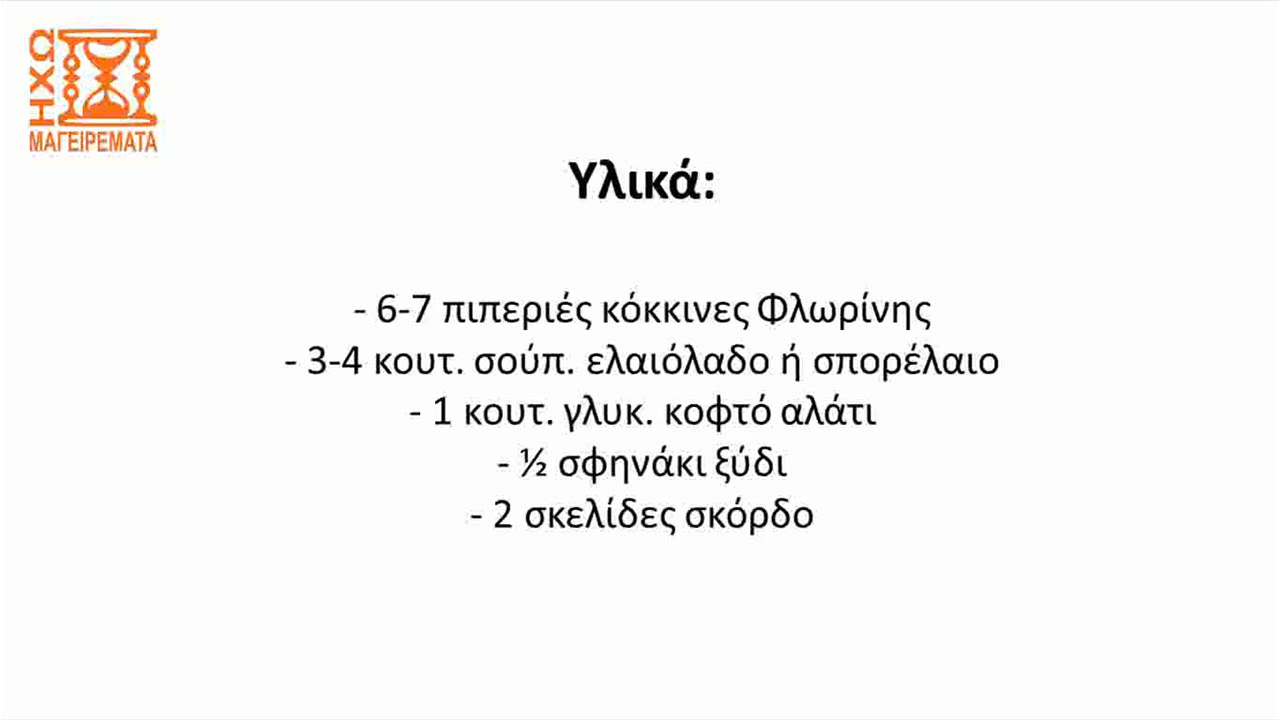 ΗΧΩ
ΜΑΓΕΙΡΕΜΑΤΑ
Υλικά:
- 6-7 πιπεριές κόκκινες Φλωρίνης
- 3-4 κουτ. σούπ. ελαιόλαδο ή σπορέλαιο
- 1 κουτ. γλυκ. κοφτό αλάτι
- ½ σφηνάκι ξύδι
- 2 σκελίδες σκόρδο